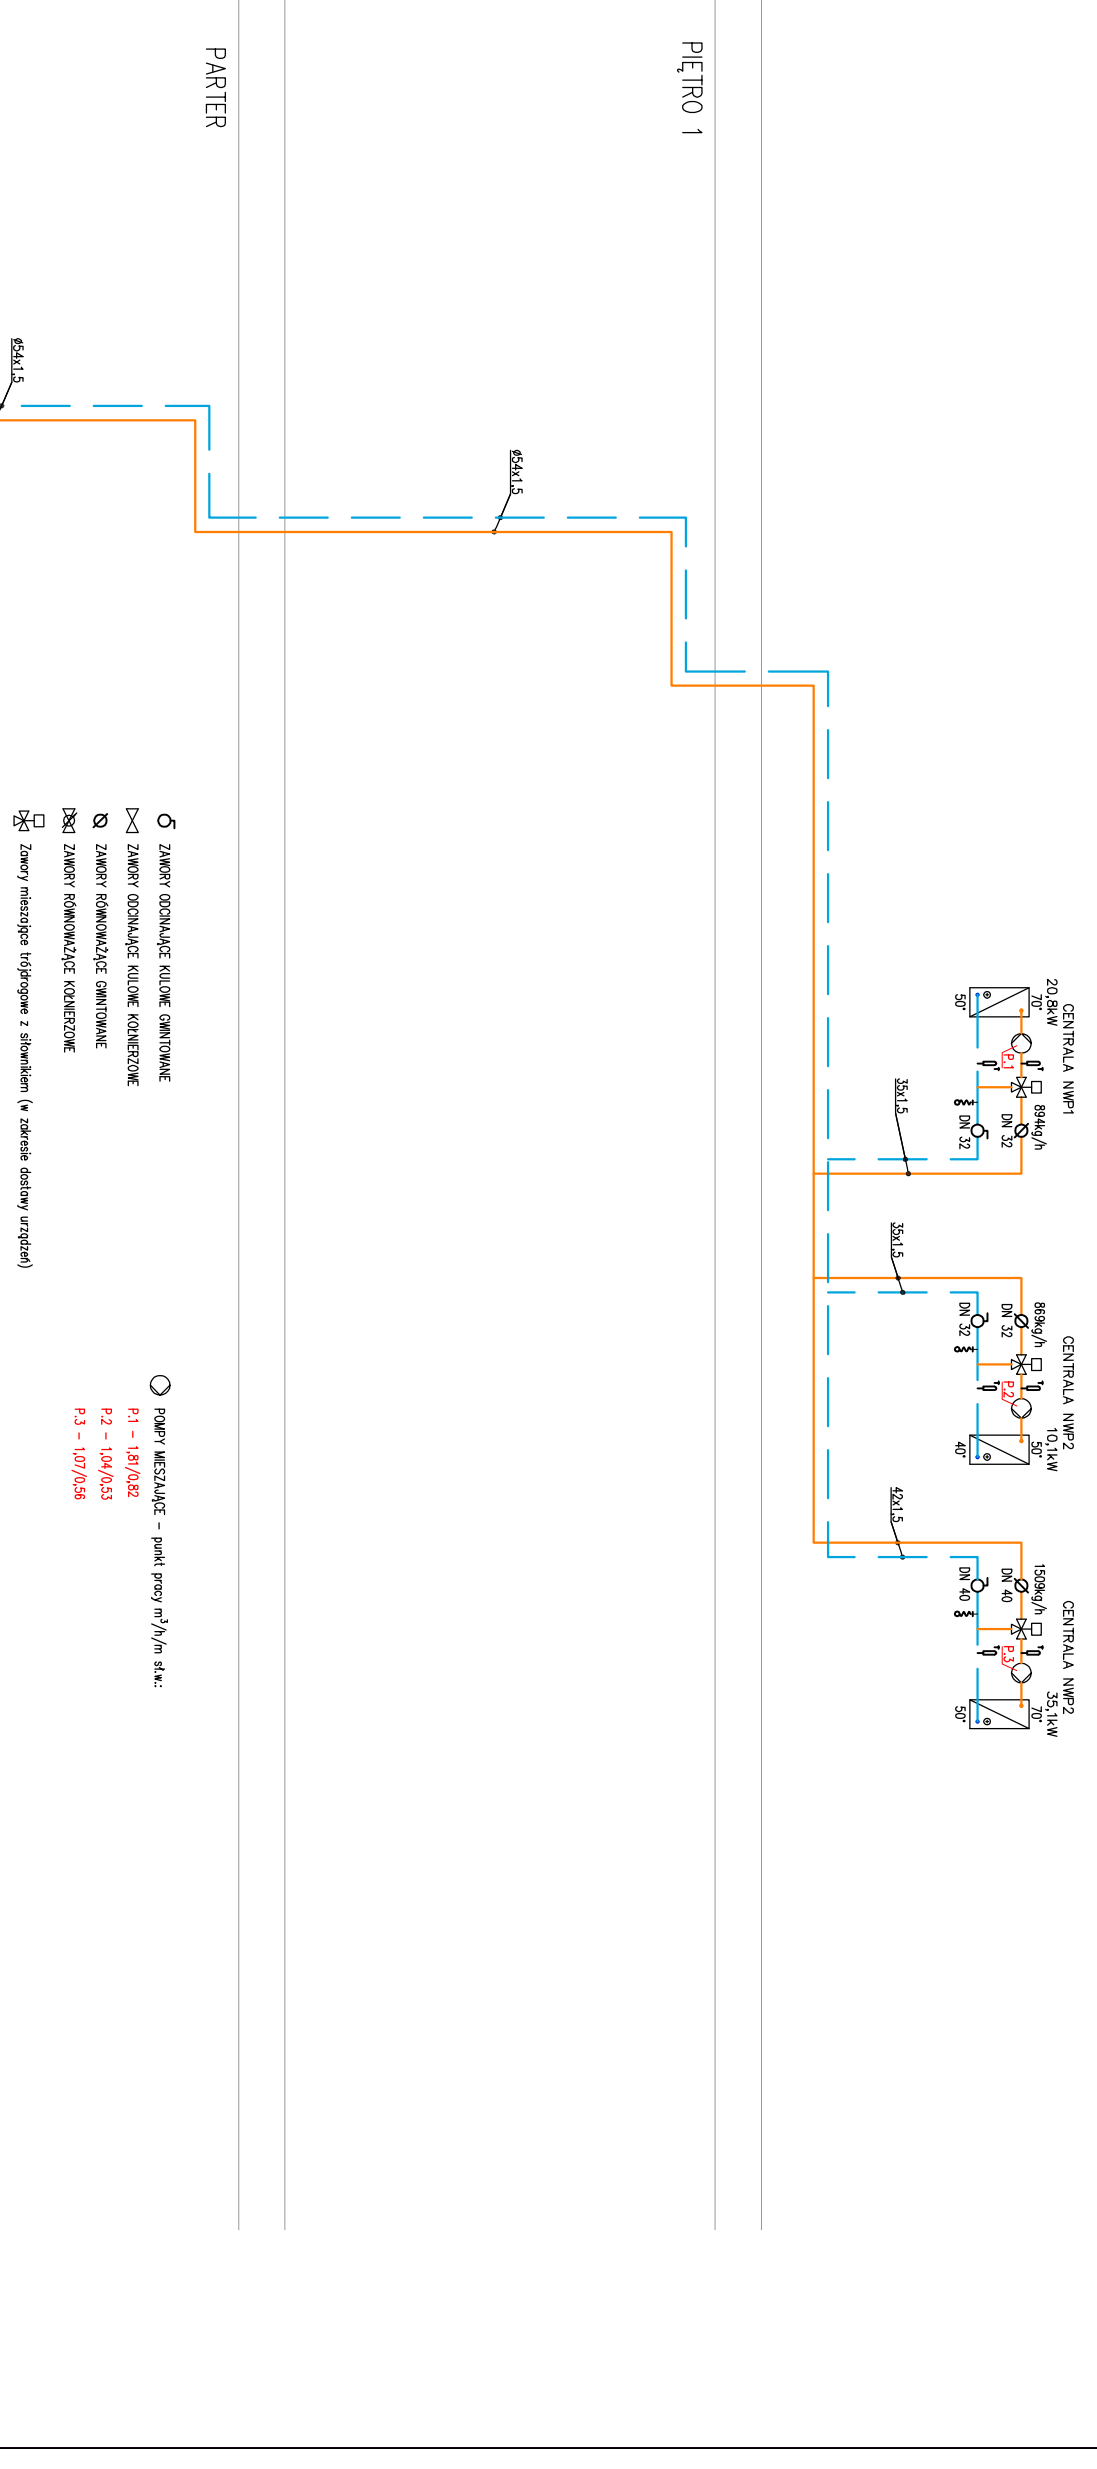 CENTRALA NWP1
20,8kW
70°
50°
P.1
894kg/h
DN 32
DN 32
35x1,5
CENTRALA NWP2
10,1kW
869kg/h
DN 32
DN 32
P.2
50°
40°
35x1,5
CENTRALA NWP2
35,1kW
1509kg/h
DN 40
DN 40
P.3
70°
50°
42x1,5
PIĘTRO 1
ø54x1,5
PARTER
ø54x1,5
ZAWORY ODCINAJĄCE KULOWE GWINTOWANE
ZAWORY ODCINAJĄCE KULOWE KOŁNIERZOWE
ZAWORY RÓWNOWAŻĄCE GWINTOWANE
ZAWORY RÓWNOWAŻĄCE KOŁNIERZOWE
Zawory mieszające trójdrogowe z siłownikiem (w zakresie dostawy urządzeń)
POMPY MIESZAJĄCE – punkt pracy m³/h/m sł.w.:
P.1 – 1,81/0,82
P.2 – 1,04/0,53
P.3 – 1,07/0,56